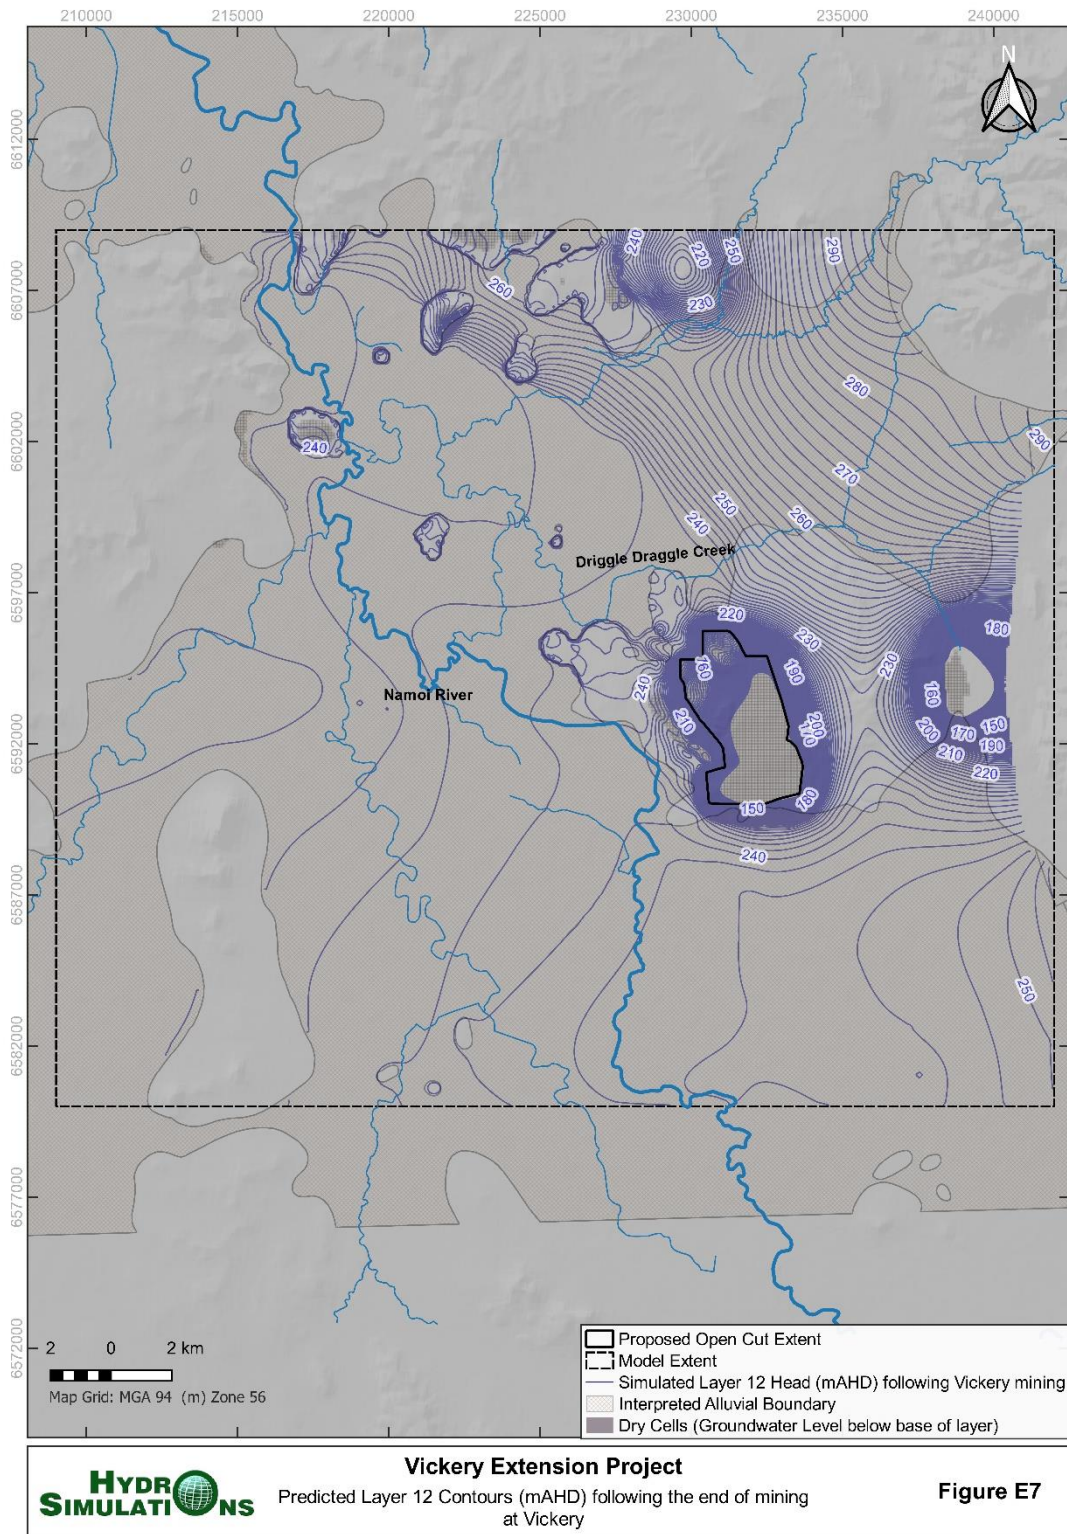 210000 215000 220000 225000 230000 235000 240000
N
6612000
6607000
6602000
6597000
6592000
6587000
6582000
6577000
6572000
240
250
290
220
260
230
280
240
290
270
250
260
240
Driggle Draggle Creek
220
180
230
160
190
230
240
160
Namoi River
210
200
170
200
150
170
190
210
220
150
180
240
250
2 0 2 km
Map Grid: MGA 94 (m) Zone 56
Proposed Open Cut Extent
Model Extent
Simulated Layer 12 Head (mAHD) following Vickery mining
Interpreted Alluvial Boundary
Dry Cells (Groundwater Level below base of layer)
HYDRO
SIMULATIONS
Vickery Extension Project
Predicted Layer 12 Contours (mAHD) following the end of mining
at Vickery
Figure E7